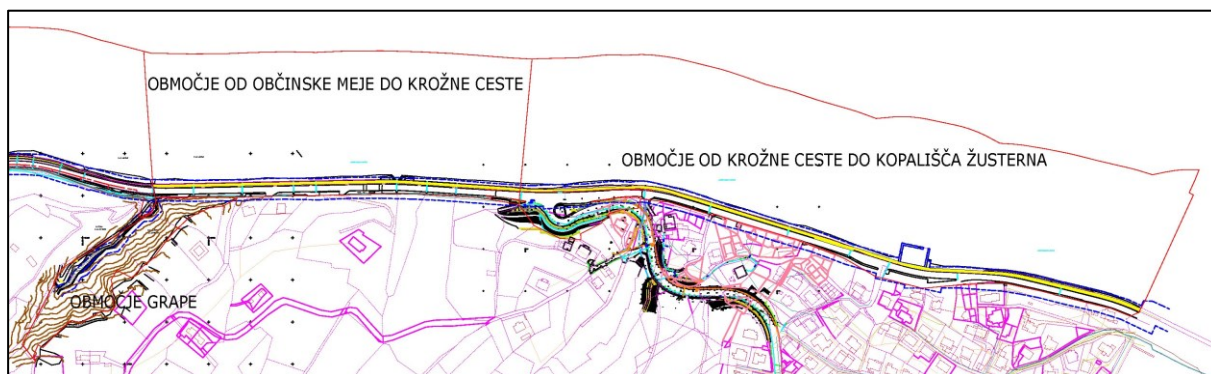 OBMOČJE OD OBČINSKE MEJE DO KROŽNE CESTE
OBMOČJE OD KROŽNE CESTE DO KOPALIŠČA ŽUSTERNA
OBMOČJE GRAPE